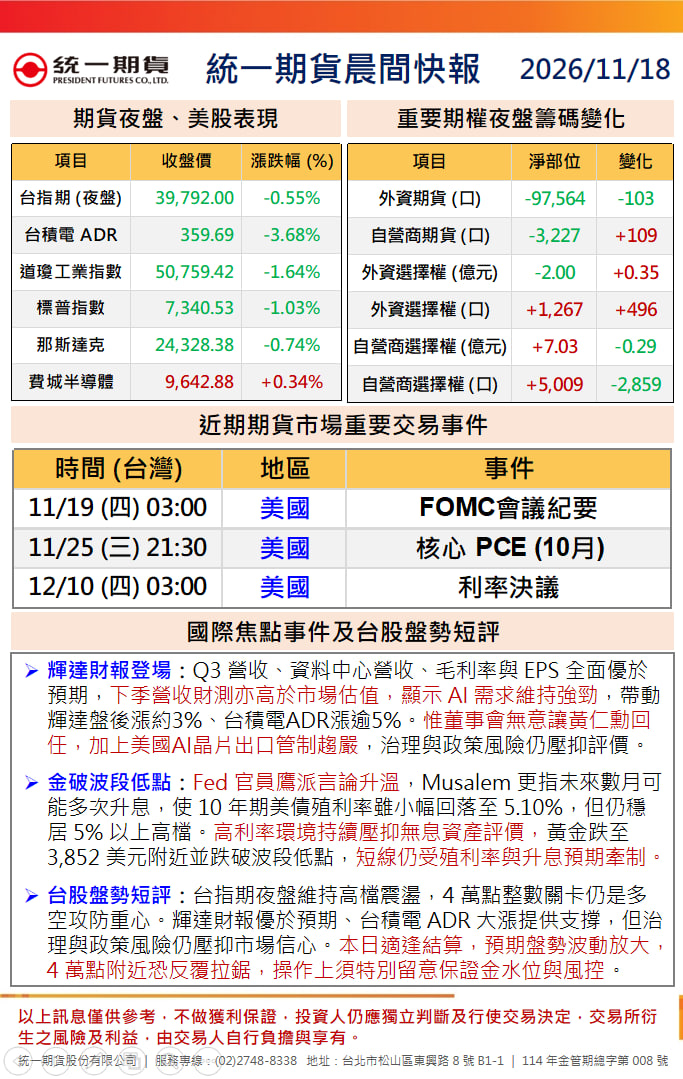 統一期貨
PRESIDENT FUTURES CO., LTD.
統一期貨晨間快報
2026/11/18
期貨夜盤、美股表現
項目 收盤價 漲跌幅 (%)
台指期 (夜盤) 39,792.00 -0.55%
台積電 ADR 359.69 -3.68%
道瓊工業指數 50,759.42 -1.64%
標普指數 7,340.53 -1.03%
那斯達克 24,328.38 -0.74%
費城半導體 9,642.88 +0.34%
重要期權夜盤籌碼變化
項目 淨部位 變化
外資期貨 (口) -97,564 -103
自營商期貨 (口) -3,227 +109
外資選擇權 (億元) -2.00 +0.35
外資選擇權 (口) +1,267 +496
自營商選擇權 (億元) +7.03 -0.29
自營商選擇權 (口) +5,009 -2,859
近期期貨市場重要交易事件
時間 (台灣) 地區 事件
11/19 (四) 03:00 美國 FOMC會議紀要
11/25 (三) 21:30 美國 核心 PCE (10月)
12/10 (四) 03:00 美國 利率決議
國際焦點事件及台股盤勢短評
➢ 輝達財報登場：Q3 營收、資料中心營收、毛利率與 EPS 全面優於
預期，下季營收財測亦高於市場估值，顯示 AI 需求維持強勁，帶動
輝達盤後漲約3%、台積電ADR漲逾5%。惟董事會無意讓黃仁勳回
任，加上美國AI晶片出口管制趨嚴，治理與政策風險仍壓抑評價。
➢ 金破波段低點：Fed 官員鷹派言論升溫，Musalem 更指未來數月可
能多次升息，使 10 年期美債殖利率雖小幅回落至 5.10%，但仍穩
居 5% 以上高檔。高利率環境持續壓抑無息資產評價，黃金跌至
3,852 美元附近並跌破波段低點，短線仍受殖利率與升息預期牽制。
➢ 台股盤勢短評：台指期夜盤維持高檔震盪，4 萬點整數關卡仍是多
空攻防重心。輝達財報優於預期、台積電 ADR 大漲提供支撐，但治
理與政策風險仍壓抑市場信心。本日適逢結算，預期盤勢波動放大，
4 萬點附近恐反覆拉鋸，操作上須特別留意保證金水位與風控。
以上訊息僅供參考，不做獲利保證，投資人仍應獨立判斷及行使交易決定，交易所衍
生之風險及利益，由交易人自行負擔與享有。
統一期貨股份有限公司 | 服務專線：(02)2748-8338 地址：台北市松山區東興路 8 號 B1-1 | 114 年金管期總字第 008 號